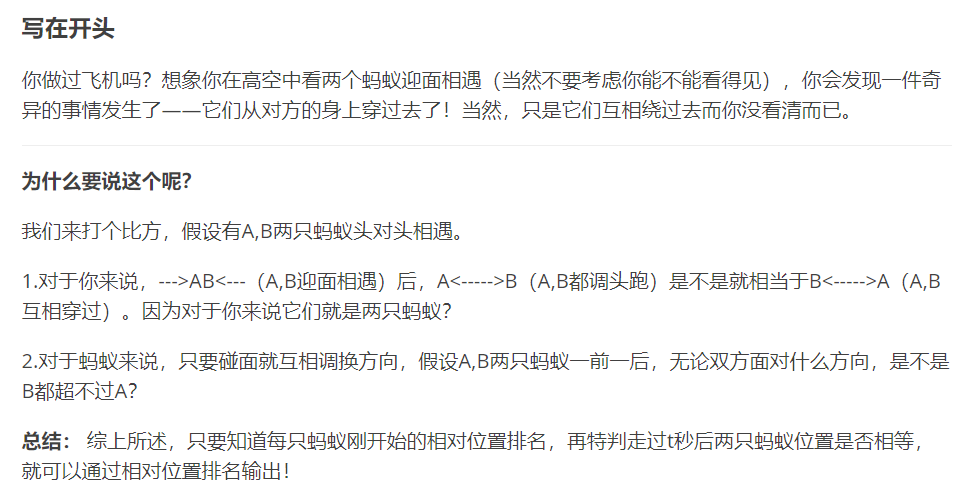 写在开头
你做过飞机吗？想象你在高空中看两个蚂蚁迎面相遇（当然不要考虑你能不能看得见），你会发现一件奇
异的事情发生了——它们从对方的身上穿过去了！当然，只是它们互相绕过去而你没看清而已。
为什么要说这个呢？
我们来打个比方，假设有A,B两只蚂蚁头对头相遇。
1.对于你来说，--->AB<---（A,B迎面相遇）后，A<----->B（A,B都调头跑）是不是就相当于B<----->A（A,B
互相穿过）。因为对于你来说它们就是两只蚂蚁？
2.对于蚂蚁来说，只要碰面就互相调换方向，假设A,B两只蚂蚁一前一后，无论双方面对什么方向，是不是
B都超不过A？
总结： 综上所述，只要知道每只蚂蚁刚开始的相对位置排名，再特判走过t秒后两只蚂蚁位置是否相等，
就可以通过相对位置排名输出！